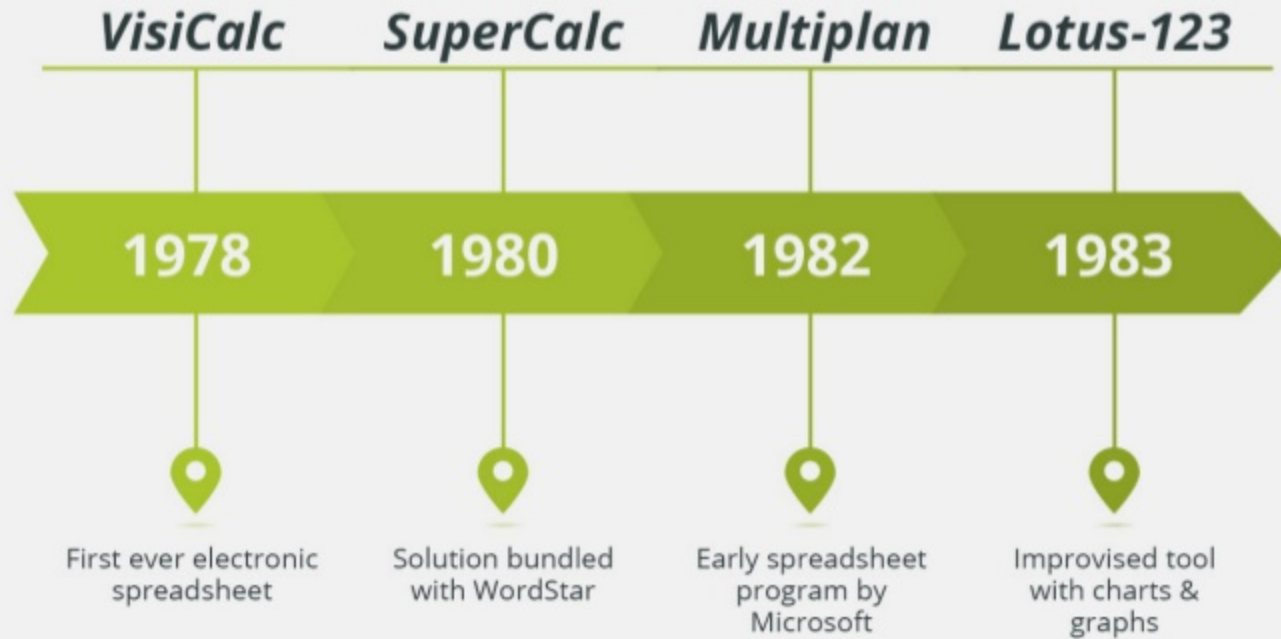 VisiCalc
SuperCalc
Multiplan
Lotus-123
1978
1980
1982
1983
First ever electronic
spreadsheet
Solution bundled
with WordStar
Early spreadsheet
program by
Microsoft
Improvised tool
with charts &
graphs